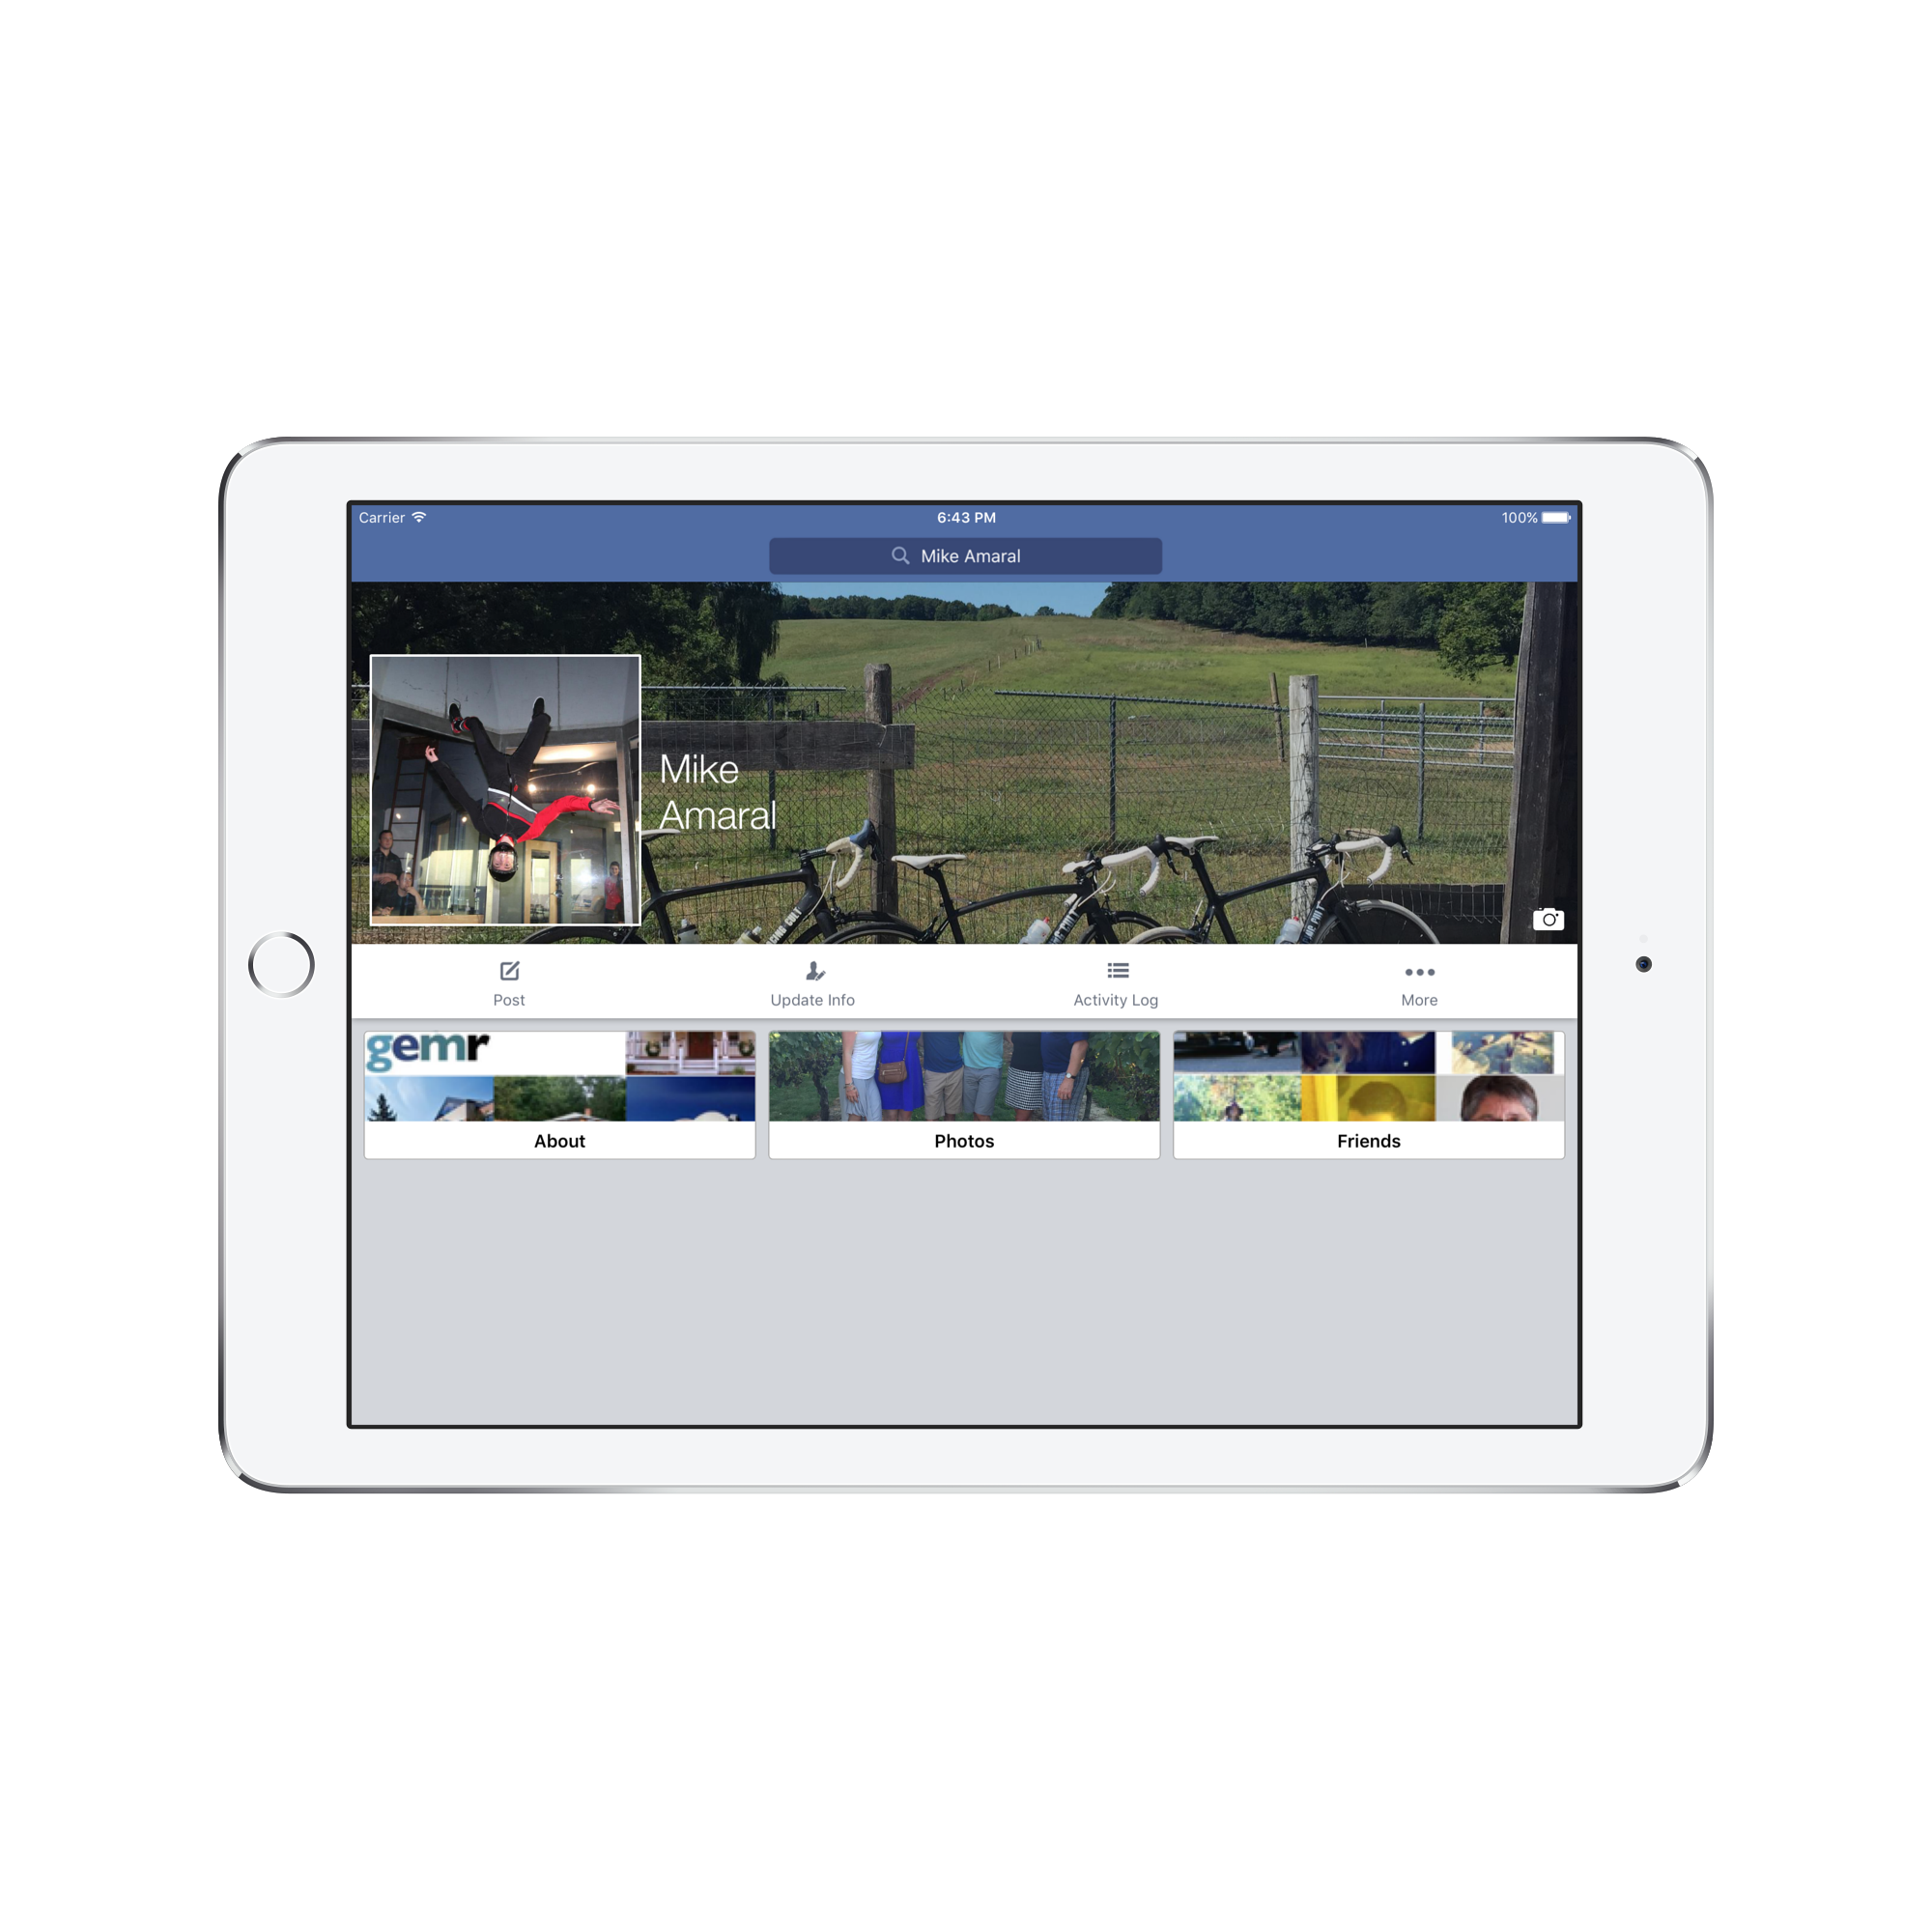 Carrier
6:43 PM
100%
Mike Amaral
Mike
Amaral
Post
Update Info
Activity Log
More
gemr
About
Photos
Friends